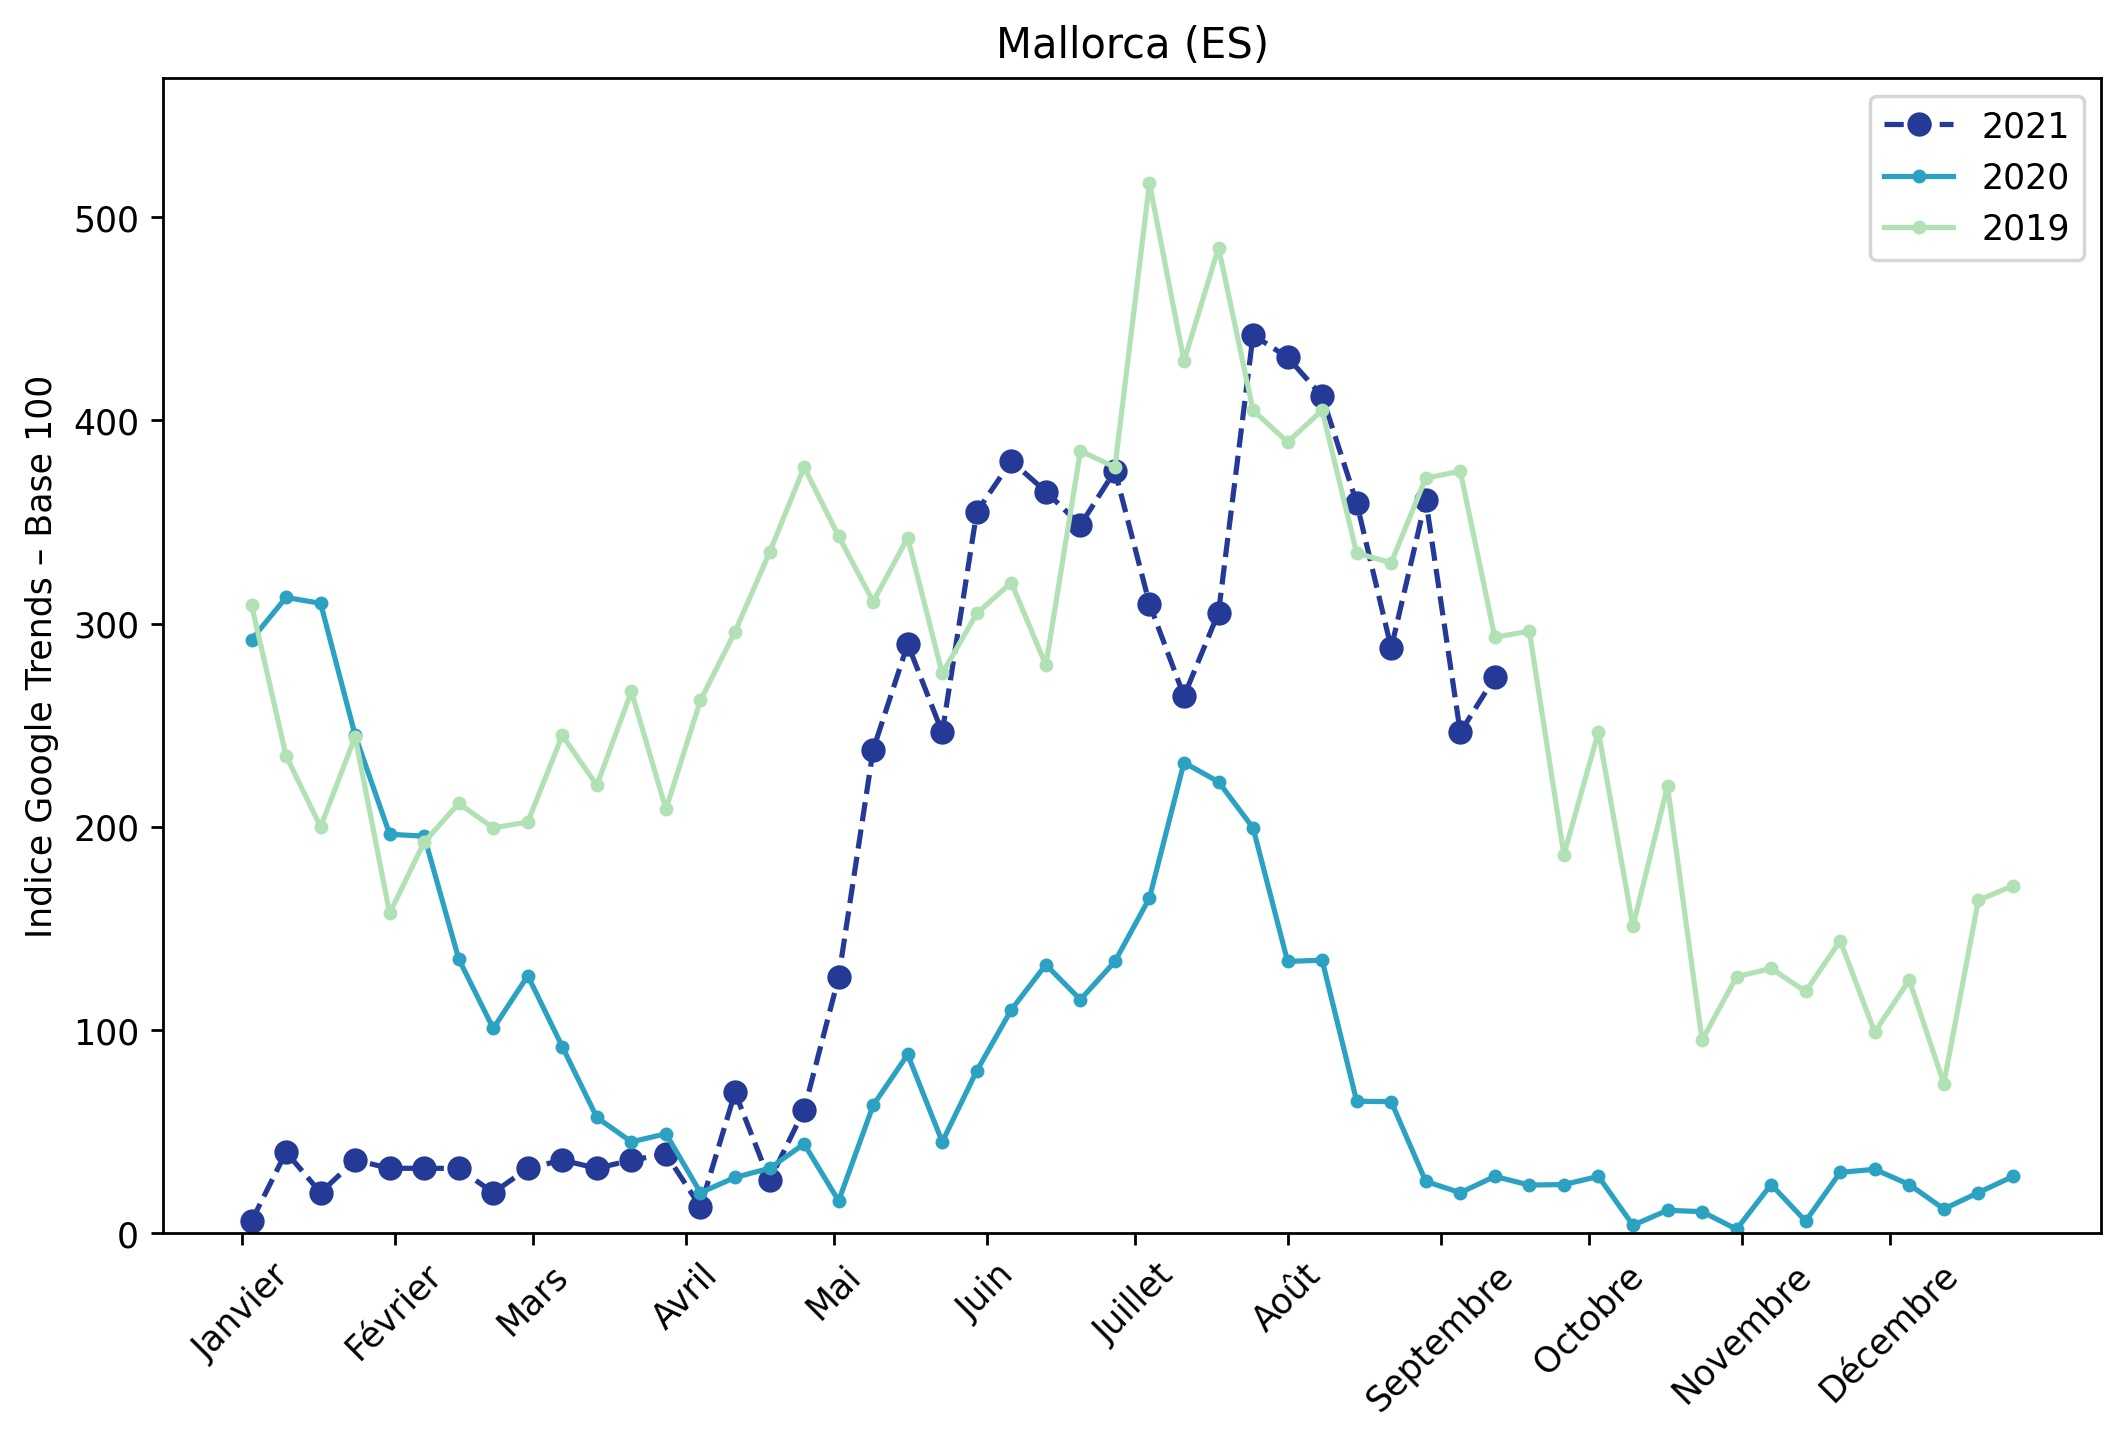 Mallorca (ES)
2021
2020
2019
Indice Google Trends – Base 100
500
400
300
200
100
0
Janvier
Février
Mars
Avril
Mai
Juin
Juillet
Août
Septembre
Octobre
Novembre
Décembre